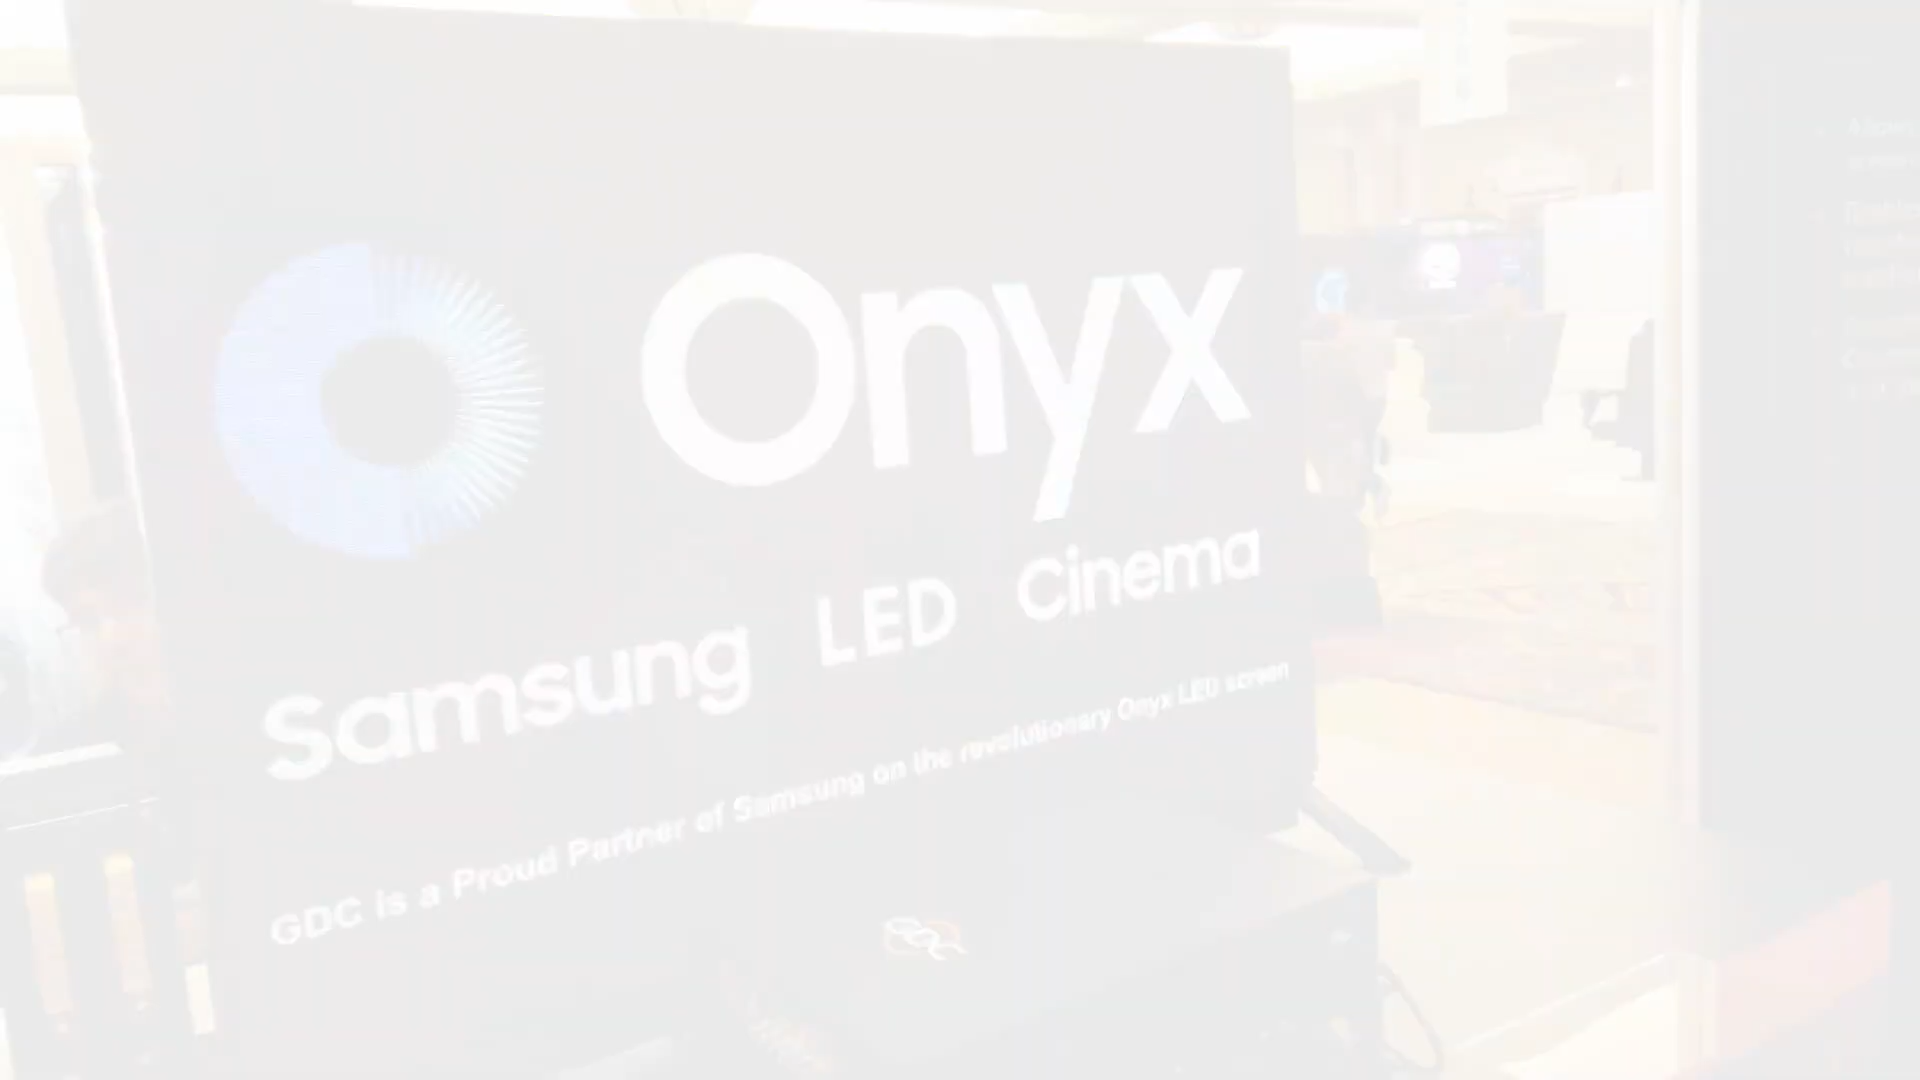 Onyx
Samsung LED Cinema
GDC is a Proud Partner of Samsung on the revolutionary Onyx LED screen